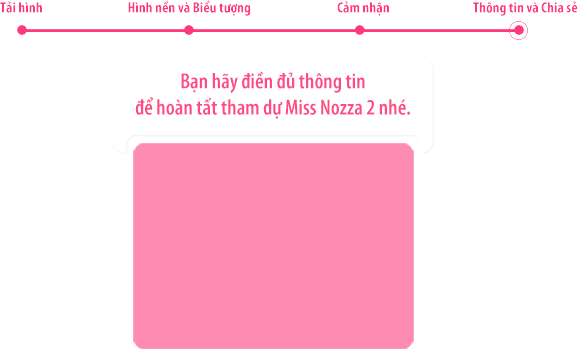 Tải hình
Hình nền và Biểu tượng
Cảm nhận
Thông tin và Chia sẻ
Bạn hãy điền đủ thông tin
để hoàn tất tham dự Miss Nozza 2 nhé.